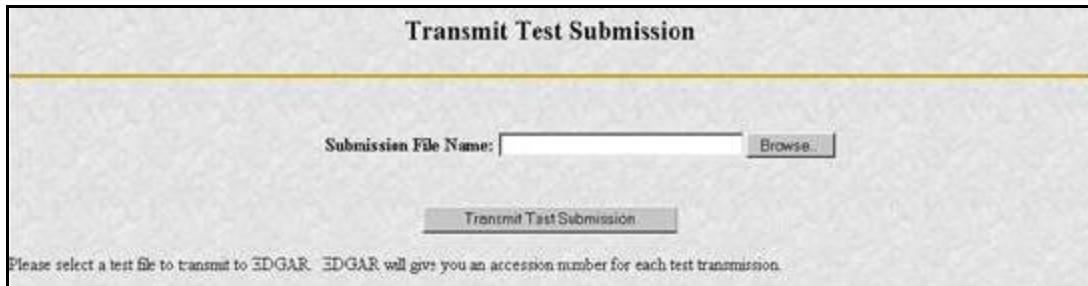 Transmit Test Submission
Submission File Name: Browse...
Transmit Test Submission
Please select a test file to transmit to EDGAR. EDGAR will give you an accession number for each test transmission.